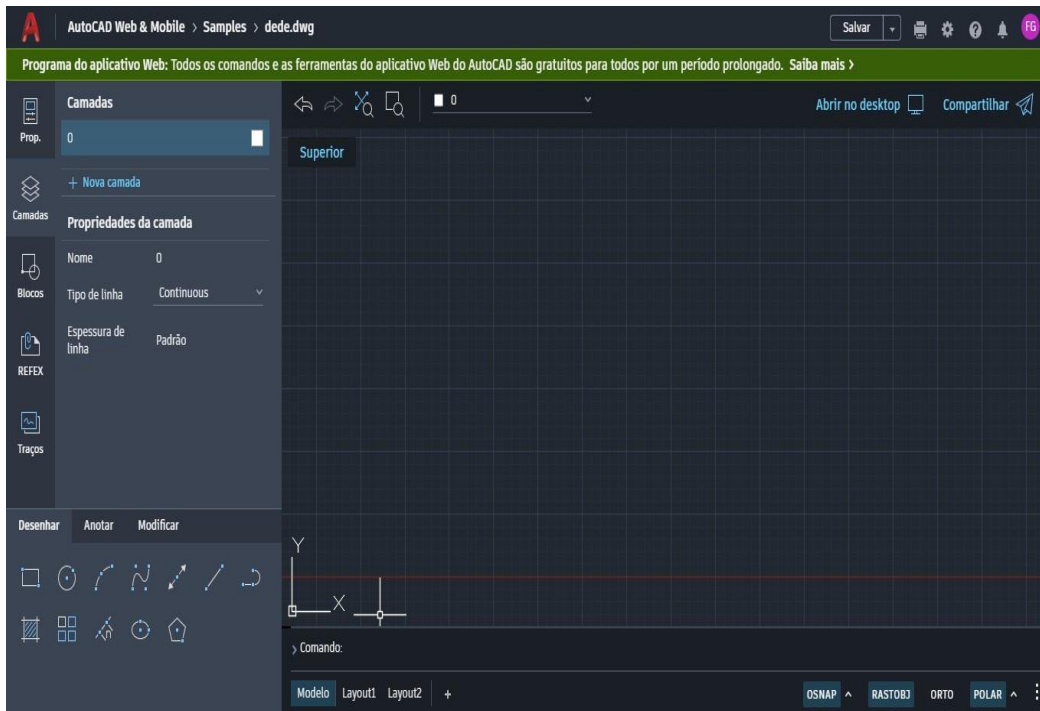 AutoCAD Web & Mobile > Samples > dede.dwg
Salvar
FG
Programa do aplicativo Web: Todos os comandos e as ferramentas do aplicativo Web do AutoCAD são gratuitos para todos por um período prolongado. Saiba mais >
Prop.
Camadas
Blocos
REFEX
Traços
Camadas
0
+ Nova camada
Propriedades da camada
Nome 0
Tipo de linha Continuous
Espessura de
linha
Padrão
0
Abrir no desktop
Compartilhar
Superior
Y
X
Desenhar Anotar Modificar
> Comando:
Modelo Layout1 Layout2 +
OSNAP RASTOBJ ORTO POLAR